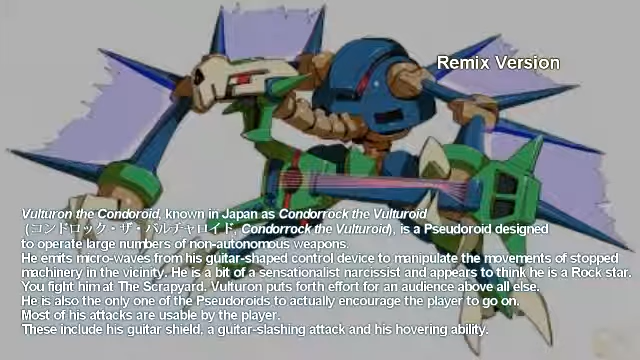 Remix Version
Vulturon the Condoroid, known in Japan as Condorrock the Vulturoid
(コンドロック・ザ・バルチャロイド, Condorrock the Vulturoid), is a Pseudoroid designed
to operate large numbers of non-autonomous weapons.
He emits micro-waves from his guitar-shaped control device to manipulate the movements of stopped
machinery in the vicinity. He is a bit of a sensationalist narcissist and appears to think he is a Rock star.
You fight him at The Scrapyard. Vulturon puts forth effort for an audience above all else.
He is also the only one of the Pseudoroids to actually encourage the player to go on.
Most of his attacks are usable by the player.
These include his guitar shield, a guitar-slashing attack and his hovering ability.